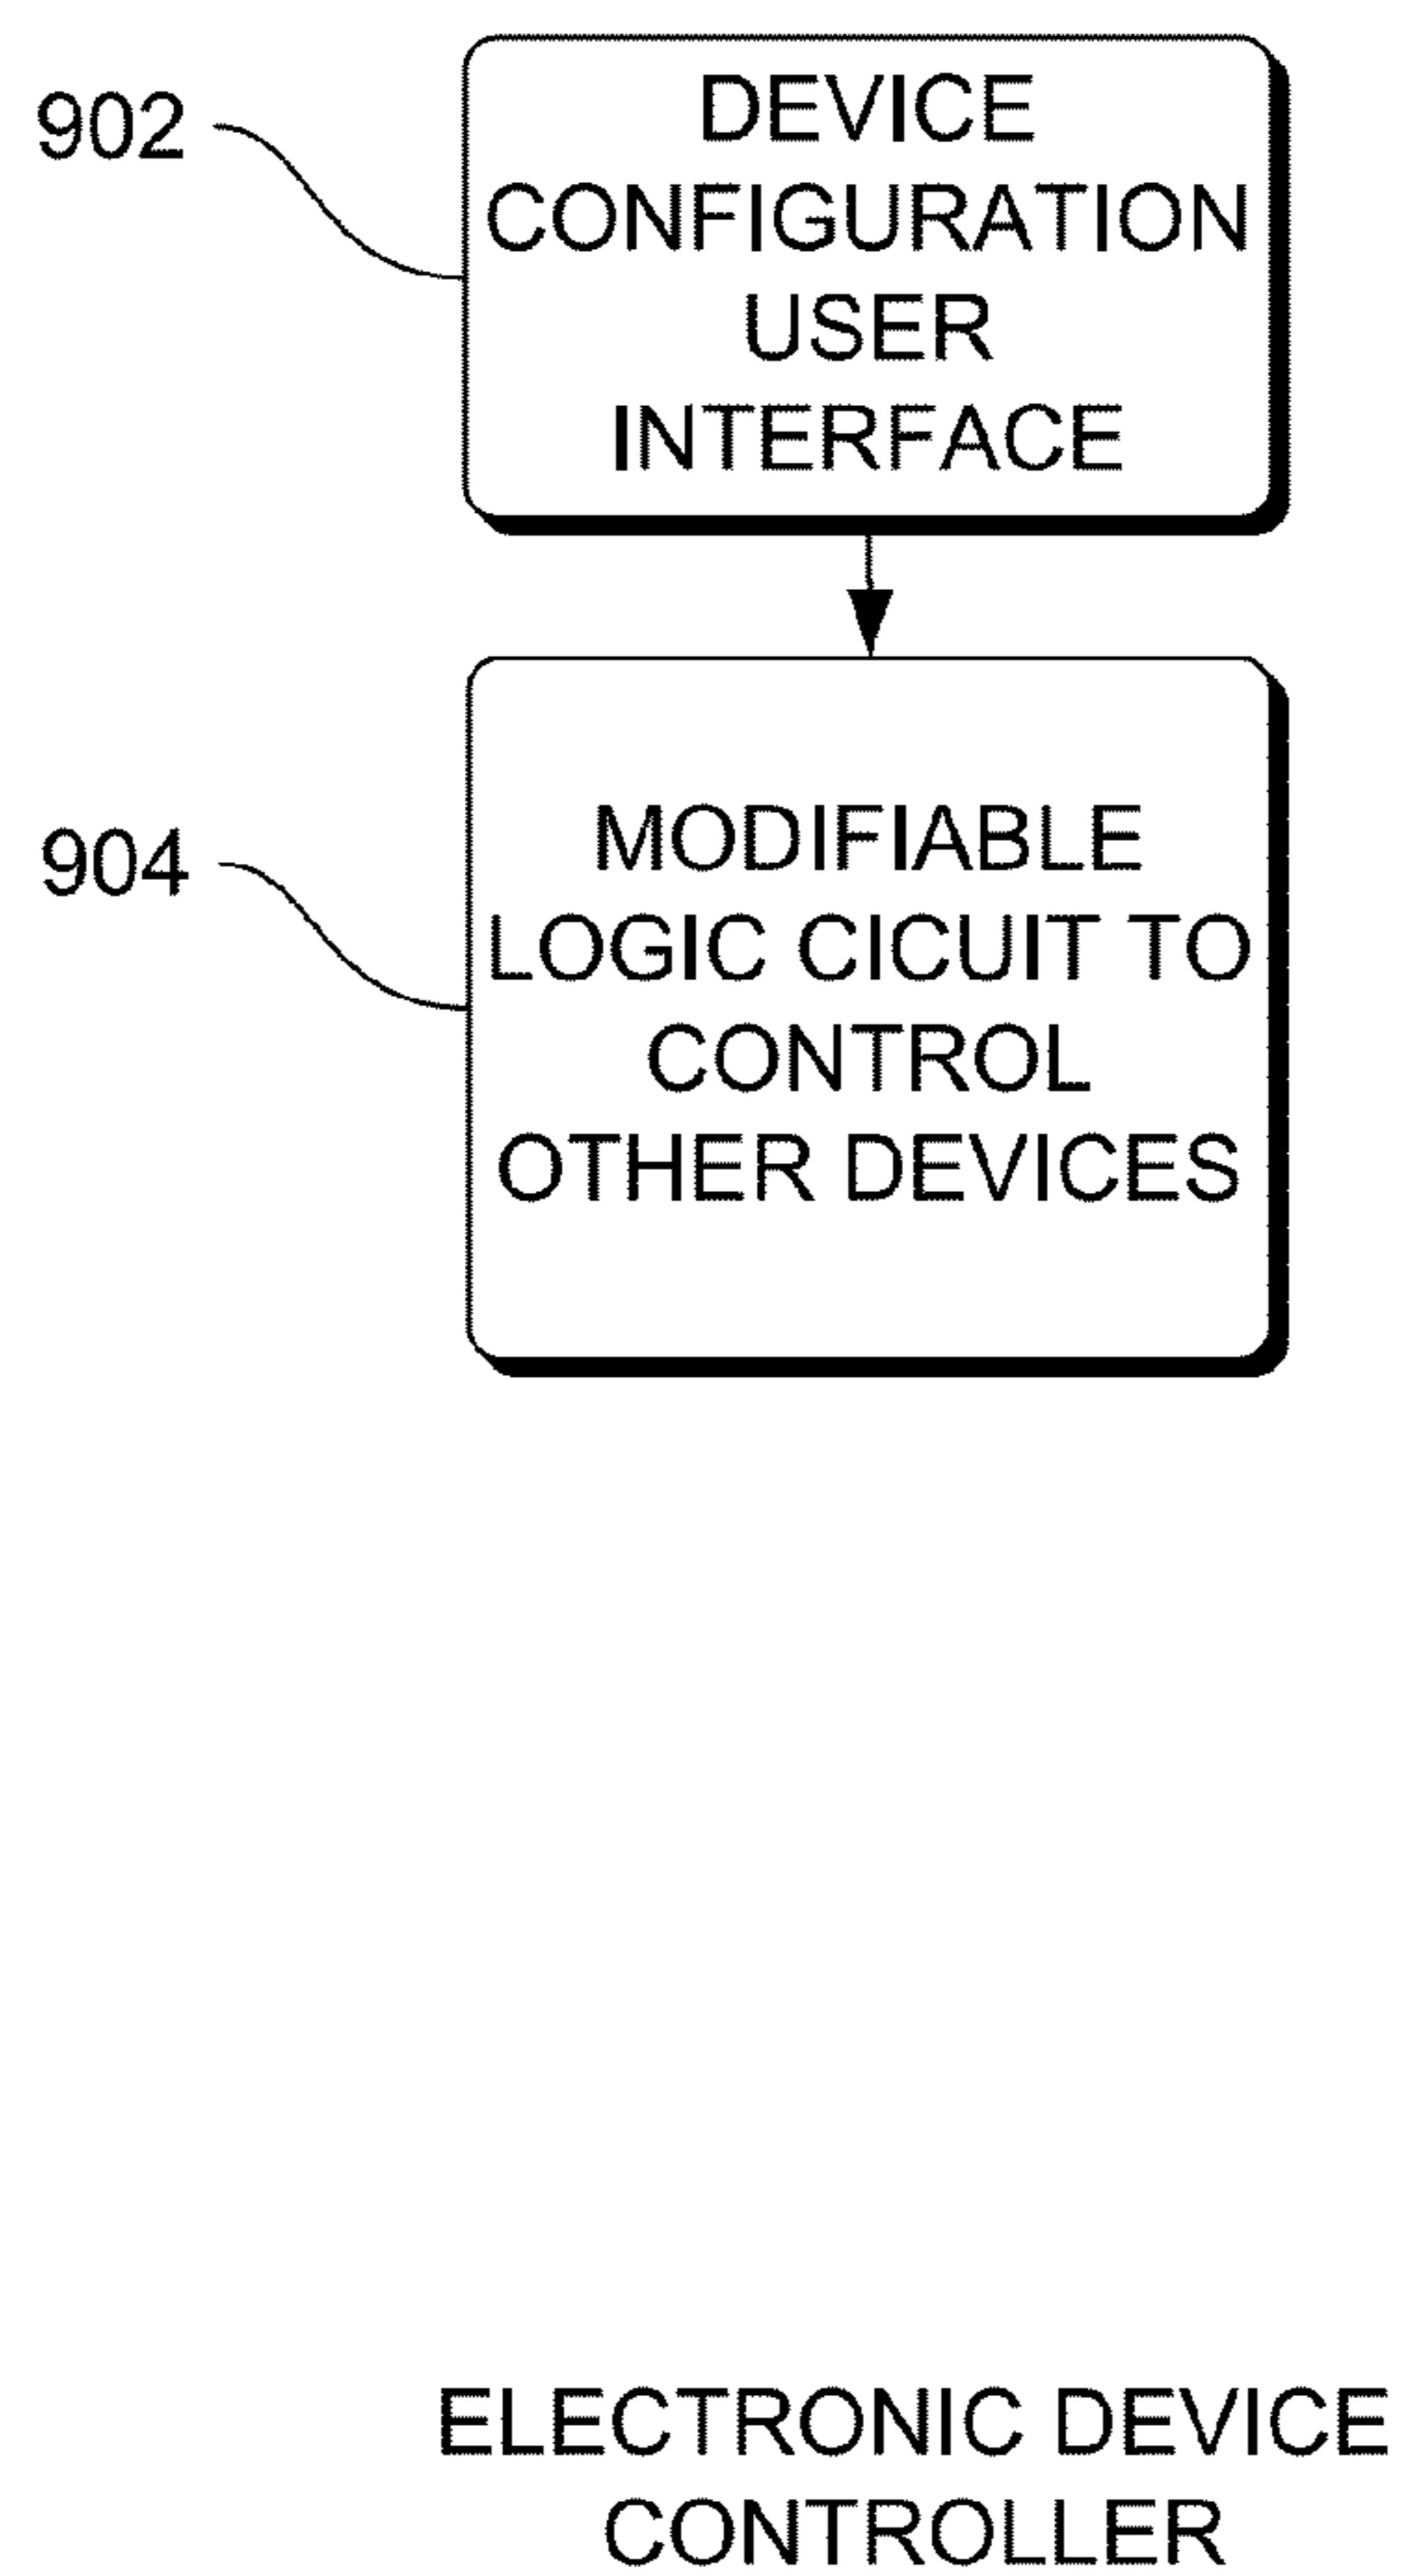 902
DEVICE
CONFIGURATION
USER
INTERFACE
904
MODIFIABLE
LOGIC CICUIT TO
CONTROL
OTHER DEVICES
ELECTRONIC DEVICE
CONTROLLER